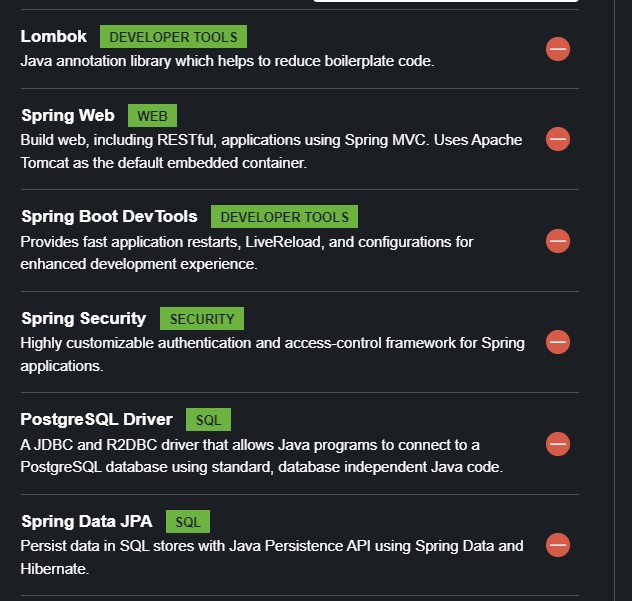 Lombok DEVELOPER TOOLS
Java annotation library which helps to reduce boilerplate code.
Spring Web WEB
Build web, including RESTful, applications using Spring MVC. Uses Apache
Tomcat as the default embedded container.
Spring Boot DevTools DEVELOPER TOOLS
Provides fast application restarts, LiveReload, and configurations for
enhanced development experience.
Spring Security SECURITY
Highly customizable authentication and access-control framework for Spring
applications.
PostgreSQL Driver SQL
A JDBC and R2DBC driver that allows Java programs to connect to a
PostgreSQL database using standard, database independent Java code.
Spring Data JPA SQL
Persist data in SQL stores with Java Persistence API using Spring Data and
Hibernate.